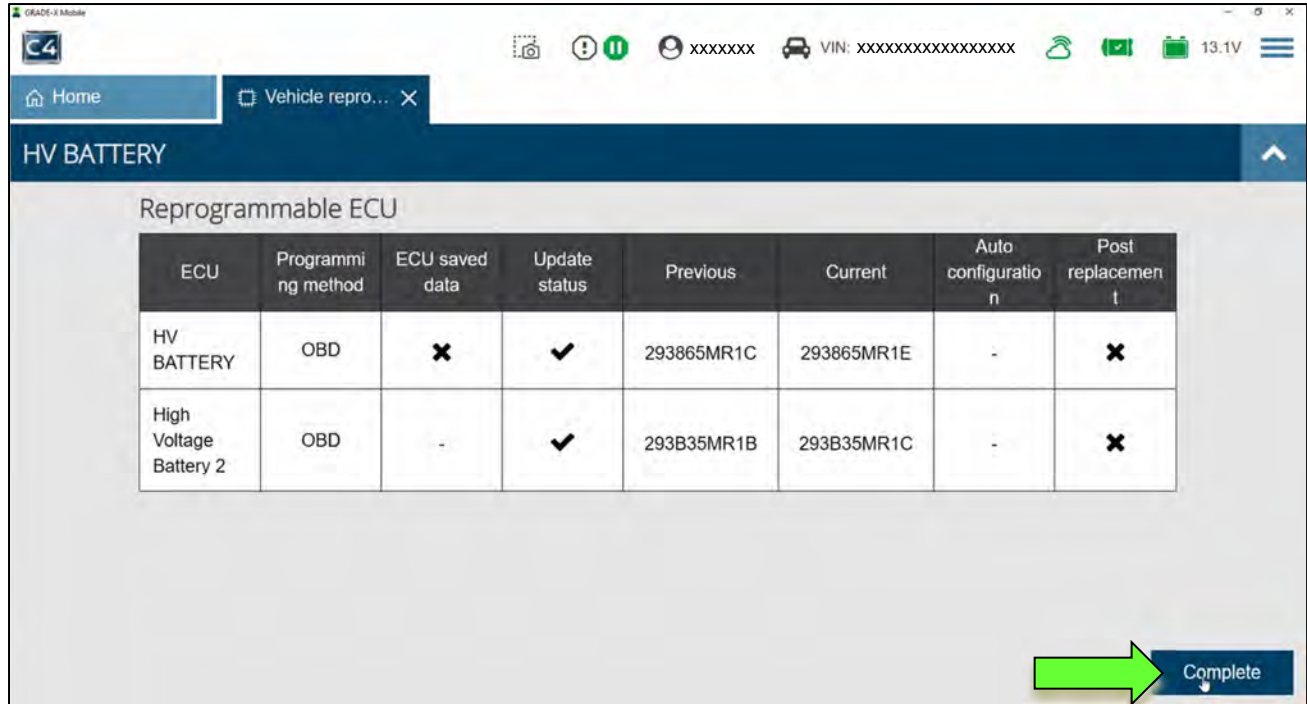 GRADE-X Mobile
C4
xxxxxxx VIN: xxxxxxxxxxxxxxxxx 13.1V
Home Vehicle repro...
HV BATTERY
Reprogrammable ECU
ECU Programmi ng method ECU saved data Update status Previous Current Auto configuratio n Post replacemen t
HV BATTERY OBD 293865MR1C 293865MR1E -
High Voltage Battery 2 OBD - 293B35MR1B 293B35MR1C -
Complete